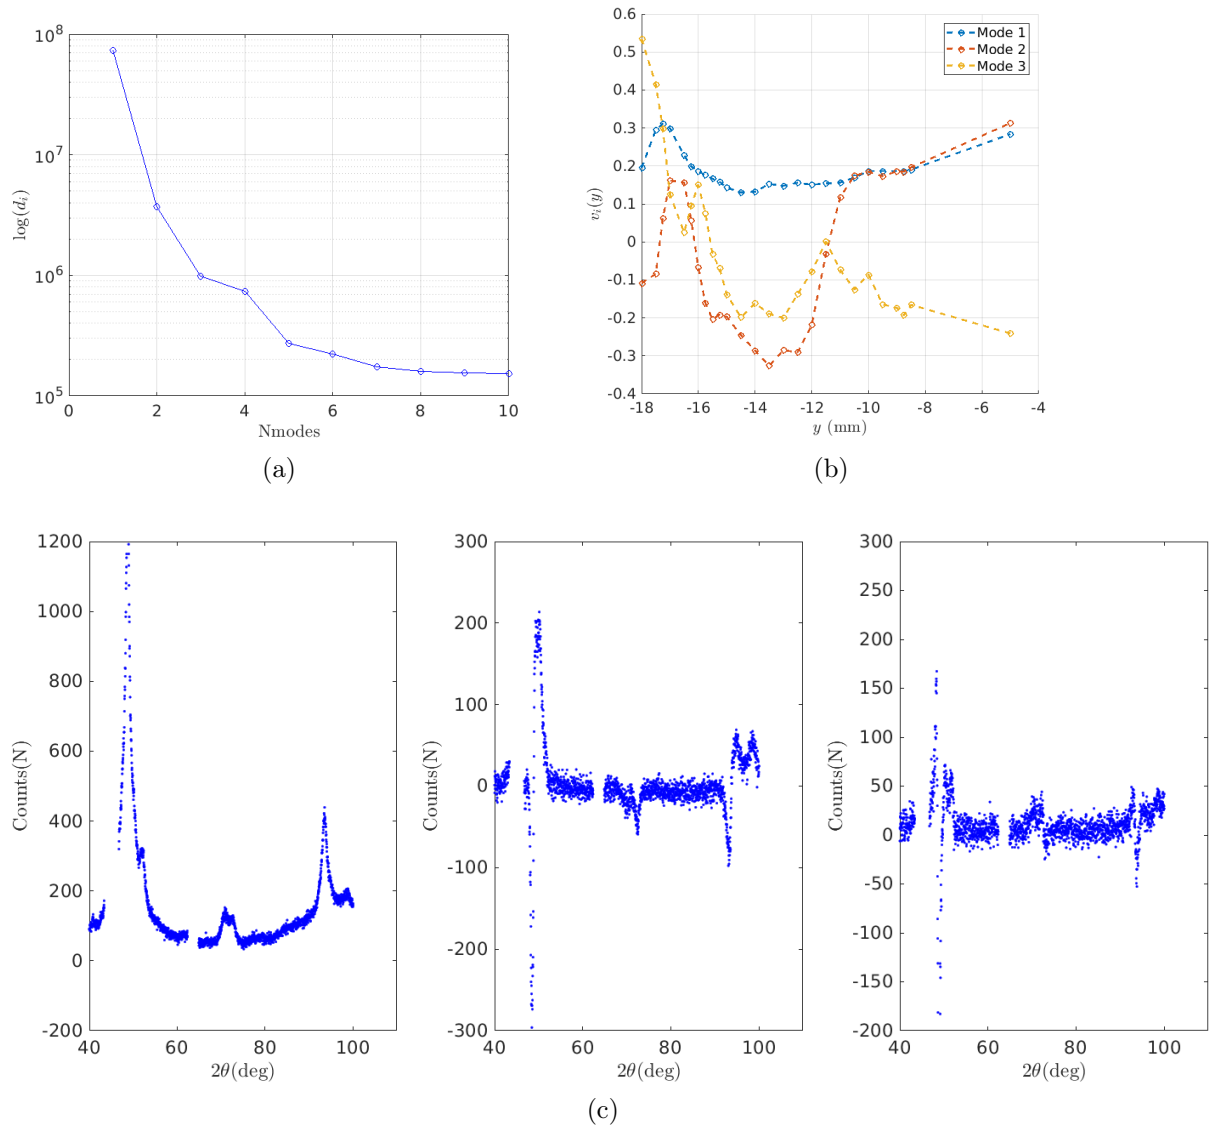 10^8
10^7
10^6
10^5
log(d_i)
0 2 4 6 8 10
Nmodes
(a)
0.6
0.5
0.4
0.3
0.2
0.1
0
-0.1
-0.2
-0.3
-0.4
v_i(y)
Mode 1
Mode 2
Mode 3
-18 -16 -14 -12 -10 -8 -6 -4
y (mm)
(b)
1200
1000
800
600
400
200
0
-200
Counts(N)
40 60 80 100
2θ(deg)
300
200
100
0
-100
-200
-300
Counts(N)
40 60 80 100
2θ(deg)
300
250
200
150
100
50
0
-50
-100
-150
-200
Counts(N)
40 60 80 100
2θ(deg)
(c)